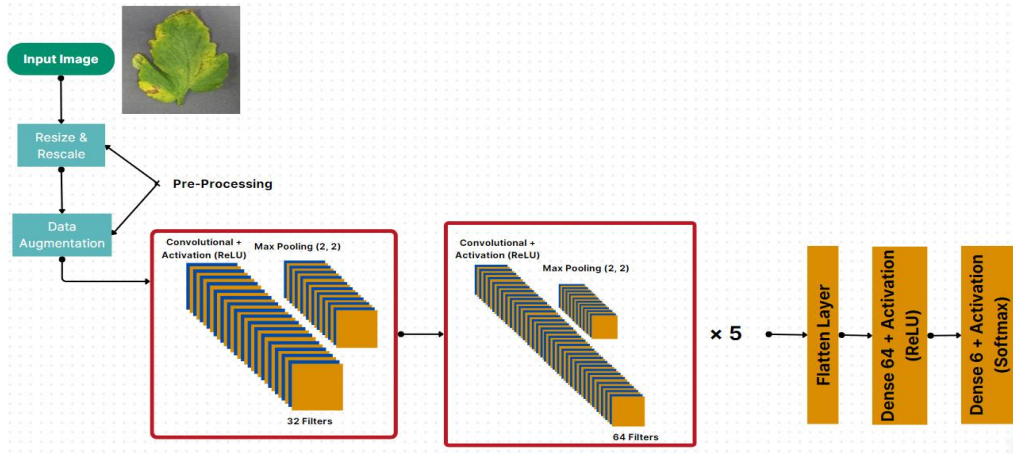 Input Image
Resize &
Rescale
Pre-Processing
Data
Augmentation
Convolutional +
Activation (ReLU)
Max Pooling (2, 2)
32 Filters
Convolutional +
Activation (ReLU)
Max Pooling (2, 2)
64 Filters
× 5
Flatten Layer
Dense 64 + Activation
(ReLU)
Dense 6 + Activation
(Softmax)